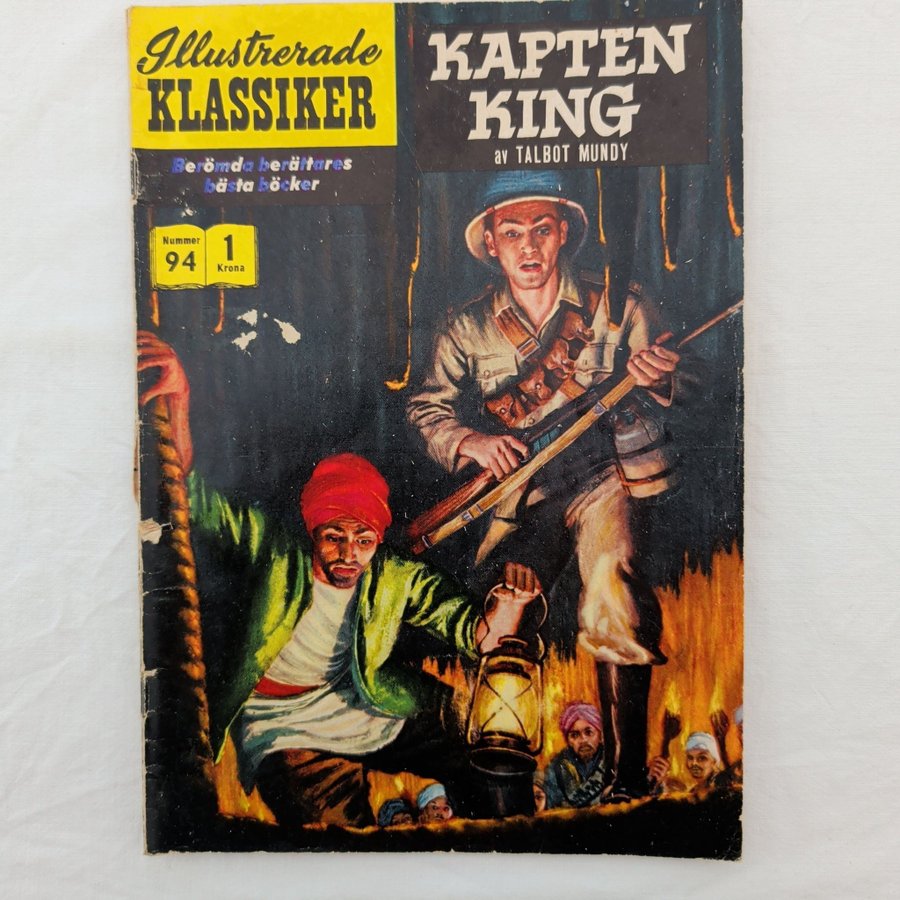 Illustrerade
KLASSIKER
Berömda berättares
bästa böcker
Nummer
94
1
Krona
KAPTEN
KING
av TALBOT MUNDY